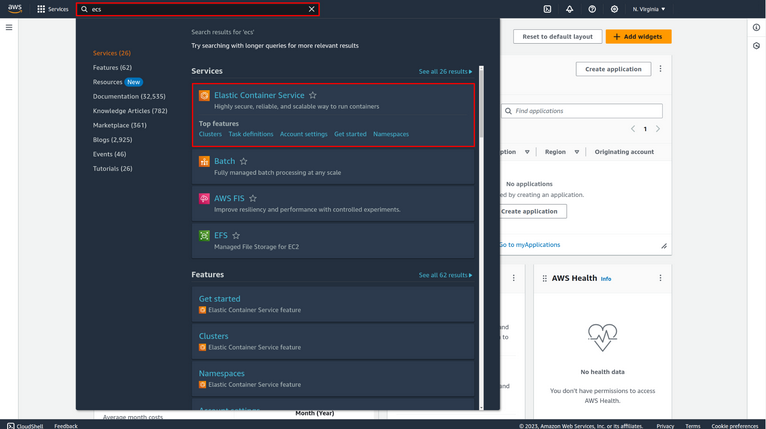 aws
Services
ecs
N. Virginia
Search results for 'ecs'
Try searching with longer queries for more relevant results
Services (26)
Features (62)
Resources New
Documentation (32,535)
Knowledge Articles (782)
Marketplace (361)
Blogs (2,925)
Events (46)
Tutorials (26)
Services
See all 26 results
Elastic Container Service
Highly secure, reliable, and scalable way to run containers
Top features
Clusters Task definitions Account settings Get started Namespaces
Batch
Fully managed batch processing at any scale
AWS FIS
Improve resiliency and performance with controlled experiments.
EFS
Managed File Storage for EC2
Features
See all 62 results
Get started
Elastic Container Service feature
Clusters
Elastic Container Service feature
Namespaces
Elastic Container Service feature
Reset to default layout
Add widgets
Create application
Find applications
1
ption Region Originating account
No applications
ed by creating an application.
Create application
Go to myApplications
AWS Health Info
and
to
and
No health data
You don't have permissions to access
AWS Health.
Average month costs
Month (Year)
CloudShell Feedback
© 2023, Amazon Web Services, Inc. or its affiliates. Privacy Terms Cookie preferences